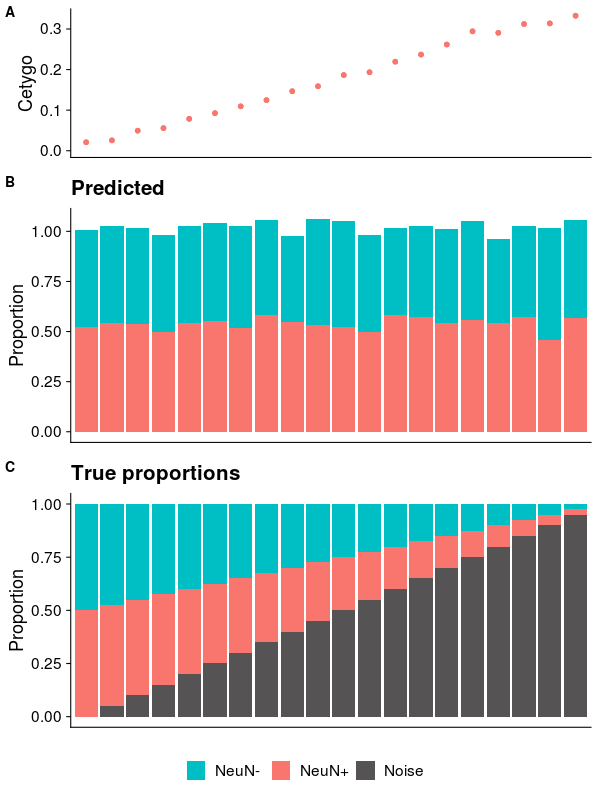 A
Cetygo
0.3
0.2
0.1
0.0
B
Predicted
Proportion
1.00
0.75
0.50
0.25
0.00
C
True proportions
Proportion
1.00
0.75
0.50
0.25
0.00
NeuN- NeuN+ Noise